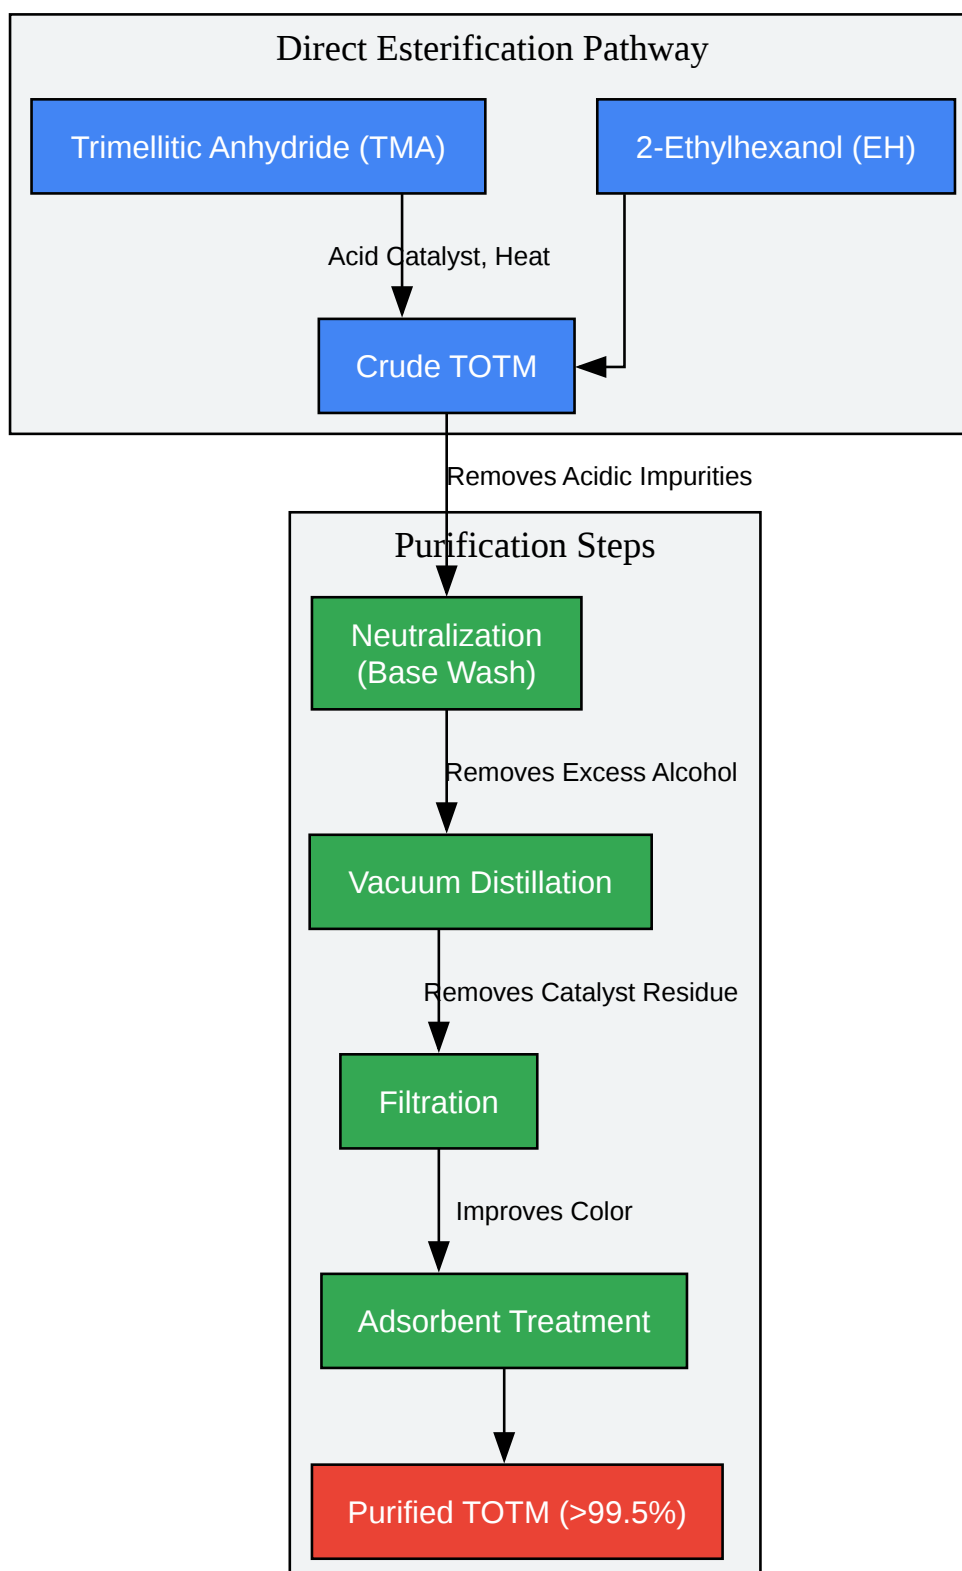 Direct Esterification Pathway
Trimellitic Anhydride (TMA)
2-Ethylhexanol (EH)
Acid Catalyst, Heat
Crude TOTM
Removes Acidic Impurities
Purification Steps
Neutralization
(Base Wash)
Removes Excess Alcohol
Vacuum Distillation
Removes Catalyst Residue
Filtration
Improves Color
Adsorbent Treatment
Purified TOTM (>99.5%)